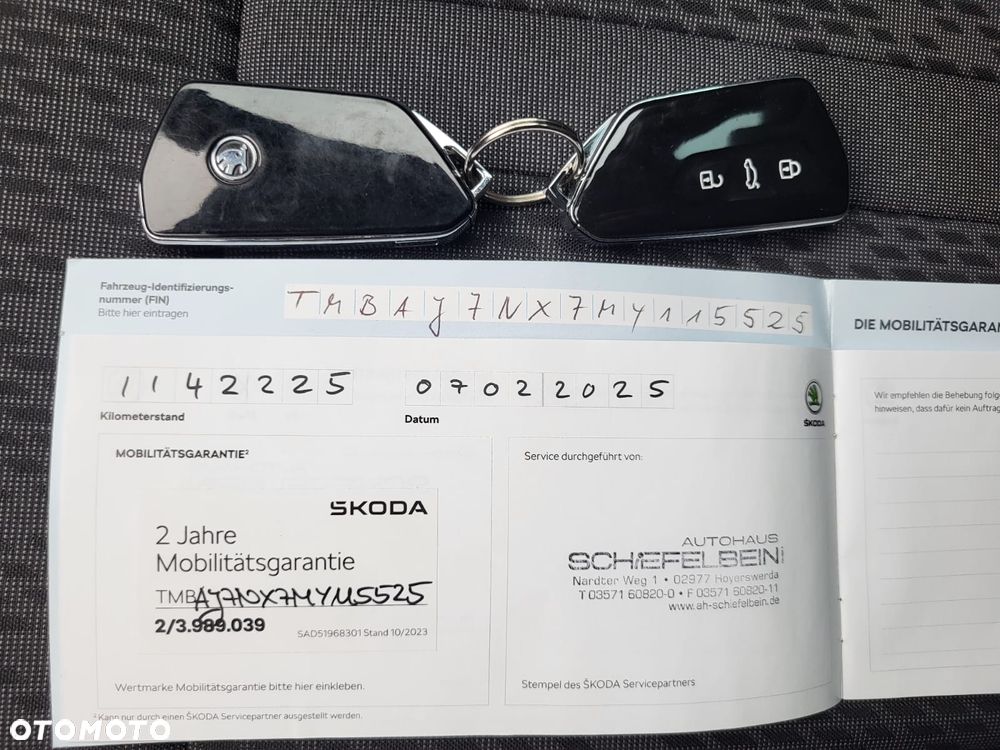 Fahrzeug-Identifizierungs-
nummer (FIN)
Bitte hier eintragen
TMBAJ7NX7MY115525
1142225
07022025
Kilometerstand
Datum
ŠKODA
MOBILITÄTSGARANTIE²
ŠKODA
2 Jahre
Mobilitätsgarantie
TMBAJ7NX7MY115525
2/3.989.039
SAD51968301 Stand 10/2023
Wertmarke Mobilitätsgarantie bitte hier einkleben.
Service durchgeführt von:
AUTOHAUS
SCHIEFELBEIN
Nardter Weg 1 • 02977 Hoyerswerda
T 03571 60820-0 • F 03571 60820-11
www.ah-schiefelbein.de
Stempel des ŠKODA Servicepartners
² Kann nur durch einen ŠKODA Servicepartner ausgestellt werden.
DIE MOBILITÄTSGARAN
Wir empfehlen die Behebung folge
hinweisen, dass dafür kein Auftrag
OTOMOTO